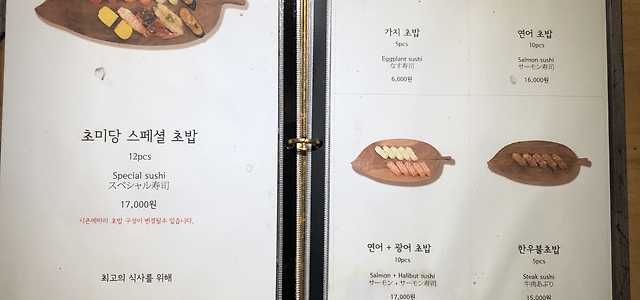 초미당 스페셜 초밥
12pcs
Special sushi
スペシャル寿司
17,000원
시즌에따라 초밥 구성이 변경될수 있습니다.
최고의 식사를 위해
가지 초밥
5pcs
Eggplant sushi
なす寿司
6,000원
연어 초밥
10pcs
Salmon sushi
サーモン寿司
16,000원
연어 + 광어 초밥
10pcs
Salmon + Halibut sushi
サーモン・サーモン寿司
17,000원
한우불초밥
5pcs
Steak sushi
牛肉あぶり
15,000원